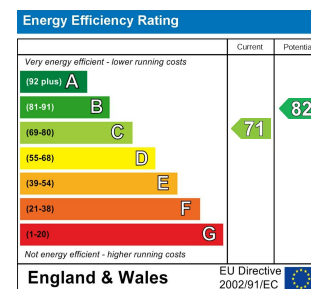 Energy Efficiency Rating
Current Potentia
Very energy efficient - lower running costs
(92 plus) A
(81-91) B
(69-80) C
(55-68) D
(39-54) E
(21-38) F
(1-20) G
71
82
Not energy efficient - higher running costs
England & Wales
EU Directive
2002/91/EC